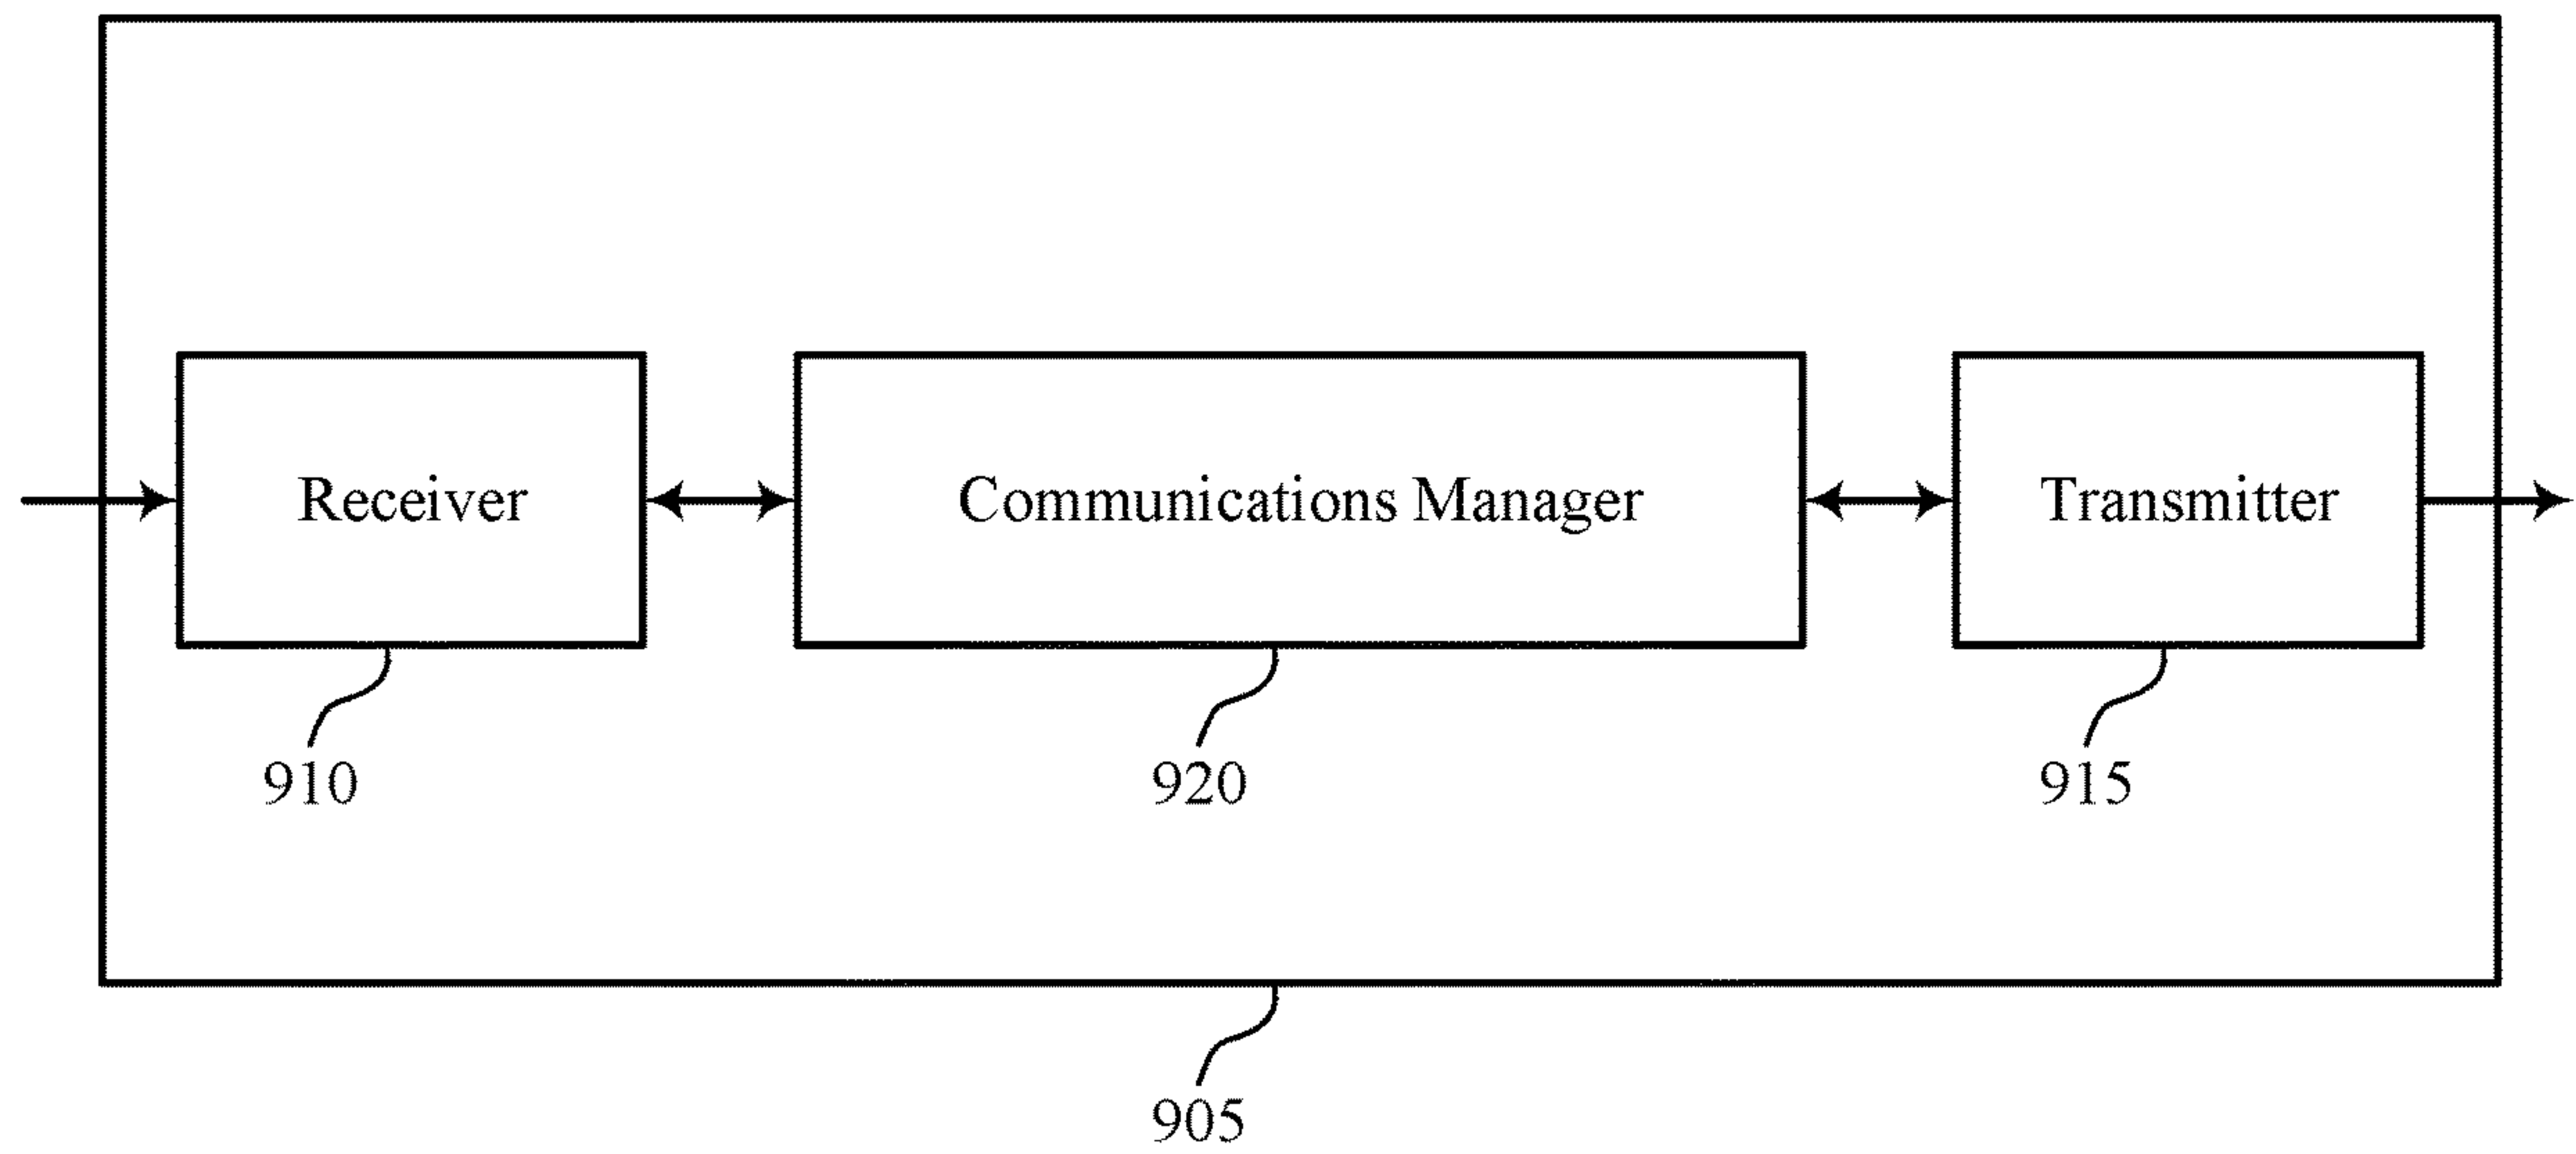 Receiver
Communications Manager
Transmitter
910
920
915
905